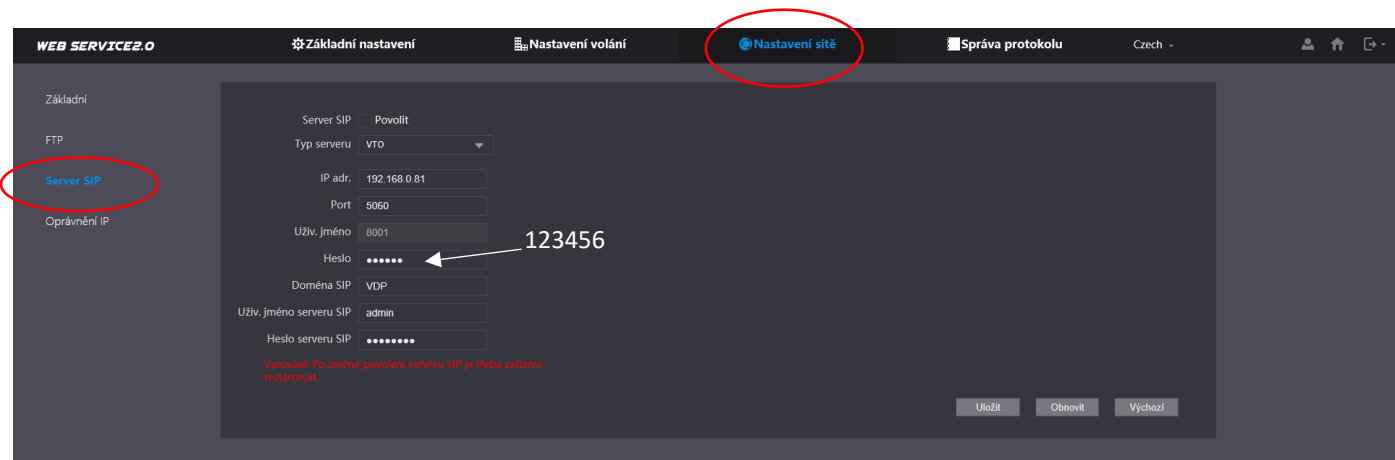 WEB SERVICE2.0 Základní nastavení Nastavení volání Nastavení sítě Správa protokolu Czech
Základní
FTP
Server SIP
Oprávnění IP
Server SIP Povolit
Typ serveru VTO
IP adr. 192.168.0.81
Port 5060
Uživ. jméno 8001
123456
Heslo ••••••
Doména SIP VDP
Uživ. jméno serveru SIP admin
Heslo serveru SIP ••••••••
Varování: Po změně povolení serveru SIP je třeba zařízení
restartovat.
Uložit Obnovit Výchozí